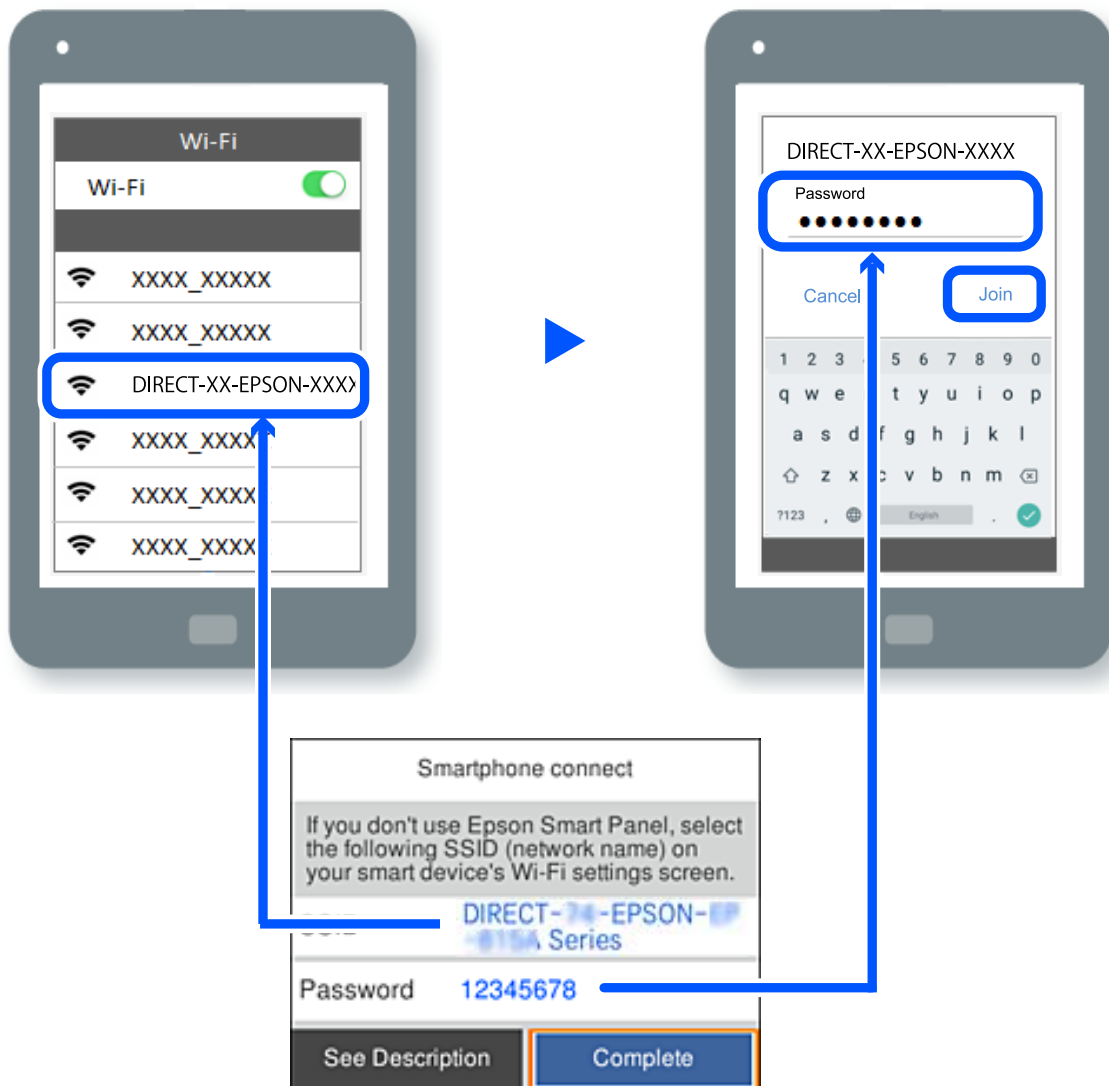 Wi-Fi
Wi-Fi
XXXX_XXXXX
XXXX_XXXXX
DIRECT-XX-EPSON-XXXX
XXXX_XXXX
XXXX_XXXX
XXXX_XXXX
DIRECT-XX-EPSON-XXXX
Password
••••••••
Cancel
Join
1 2 3 5 6 7 8 9 0
q w e t y u i o p
a s d f g h j k l
z x c v b n m
?123 , English .
Smartphone connect
If you don't use Epson Smart Panel, select
the following SSID (network name) on
your smart device's Wi-Fi settings screen.
DIRECT- -EPSON-
Series
Password 12345678
See Description
Complete